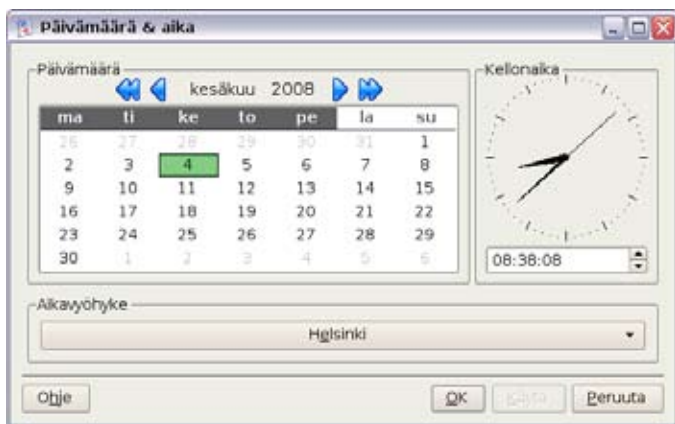 Päivämäärä & aika
Päivämäärä
kesäkuu 2008
ma ti ke to pe la su
26 27 28 29 30 31 1
2 3 4 5 6 7 8
9 10 11 12 13 14 15
16 17 18 19 20 21 22
23 24 25 26 27 28 29
30 1 2 3 4 5 6
Kellonaika
08:38:08
Aikavyöhyke
Helsinki
Ohje
OK
Peruuta